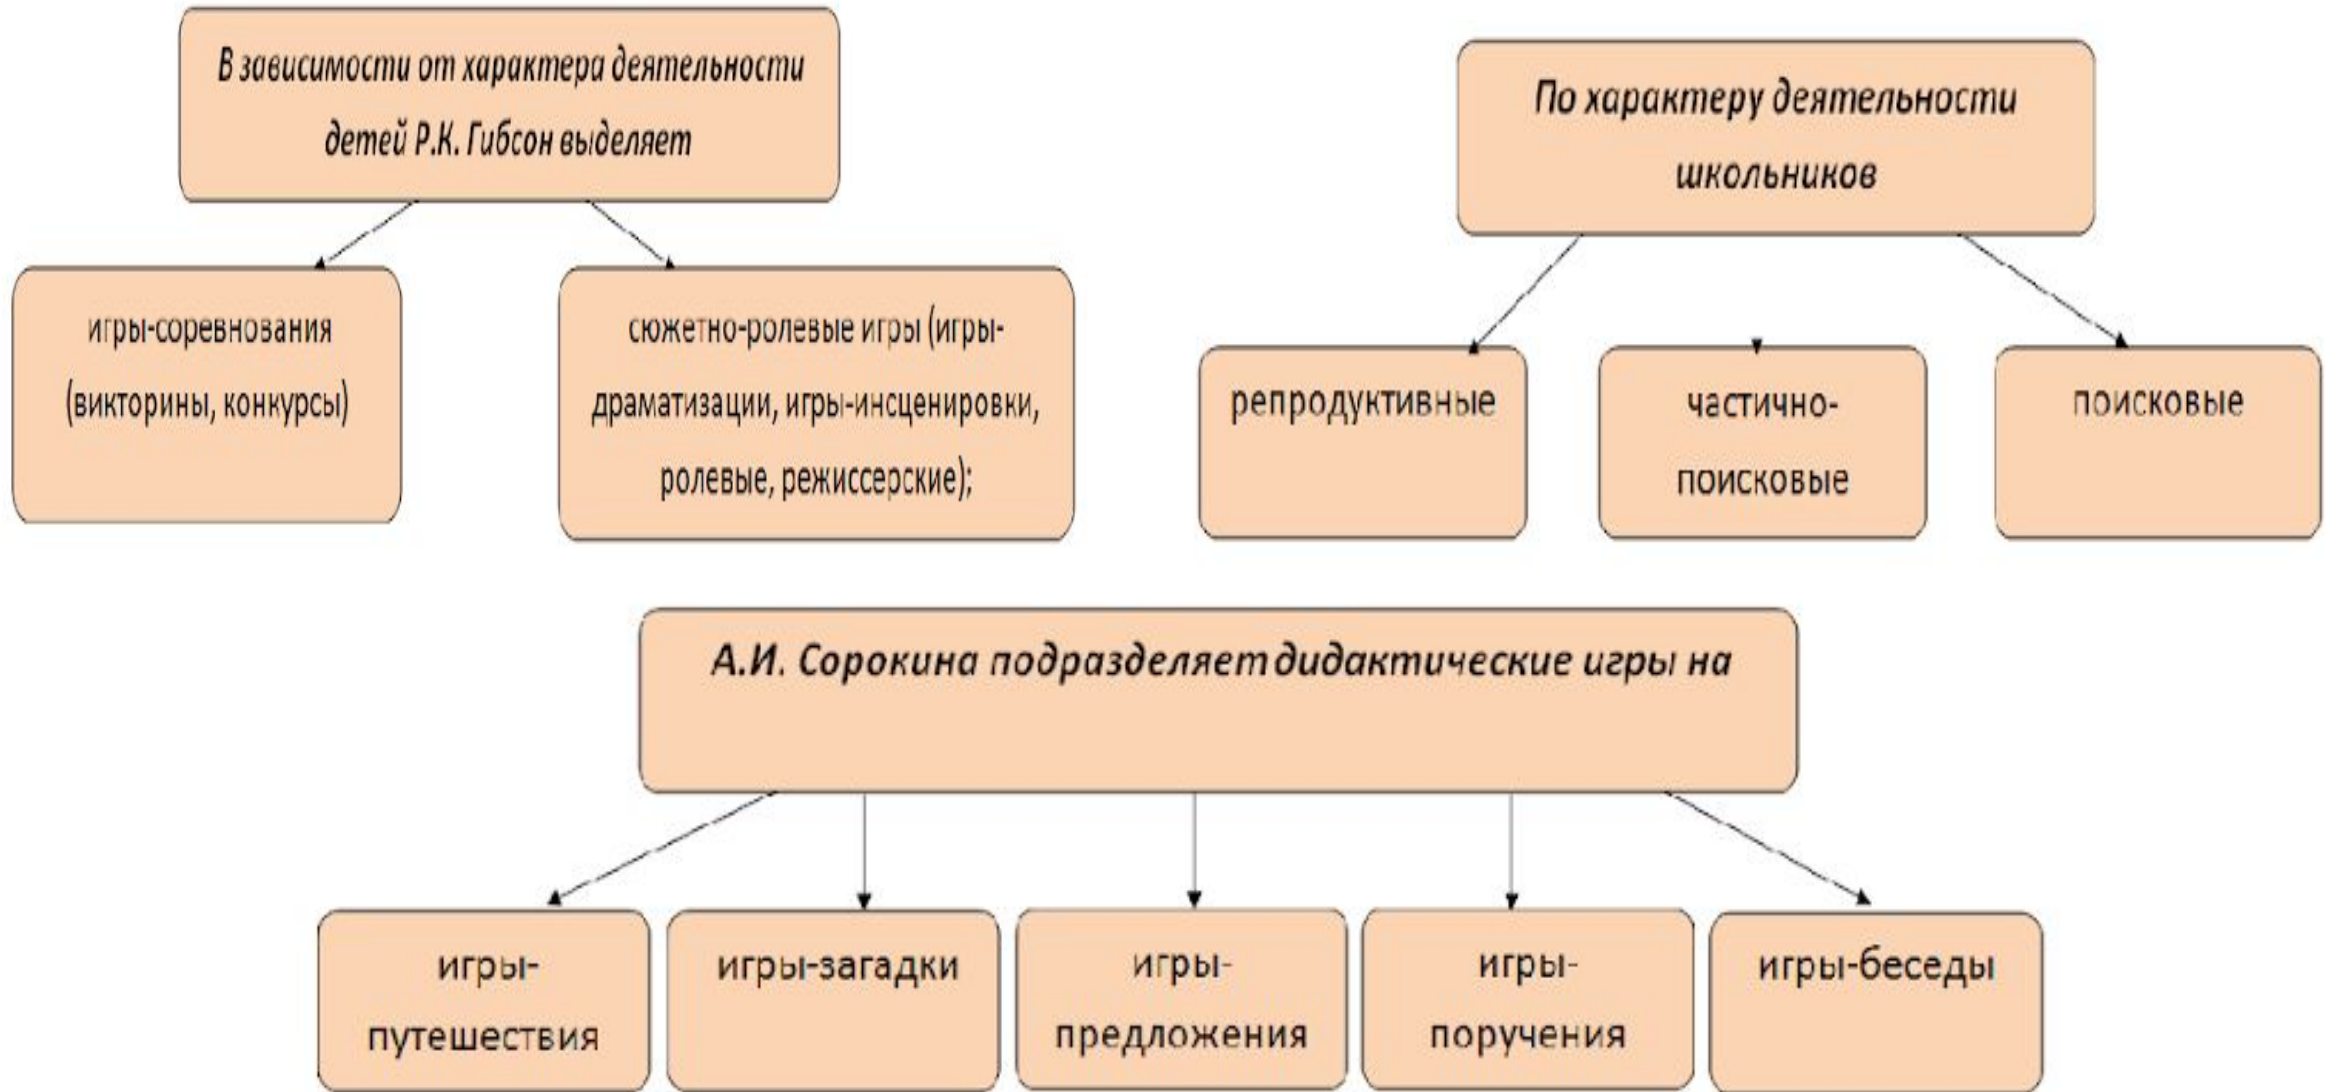 В зависимости от характера деятельности
детей Р.К. Гибсон выделяет
игры-соревнования
(викторины, конкурсы)
сюжетно-ролевые игры (игры-
драматизации, игры-инсценировки,
ролевые, режиссерские);
По характеру деятельности
школьников
репродуктивные
частично-
поисковые
поисковые
А.И. Сорокина подразделяет дидактические игры на
игры-
путешествия
игры-загадки
игры-
предложения
игры-
поручения
игры-беседы